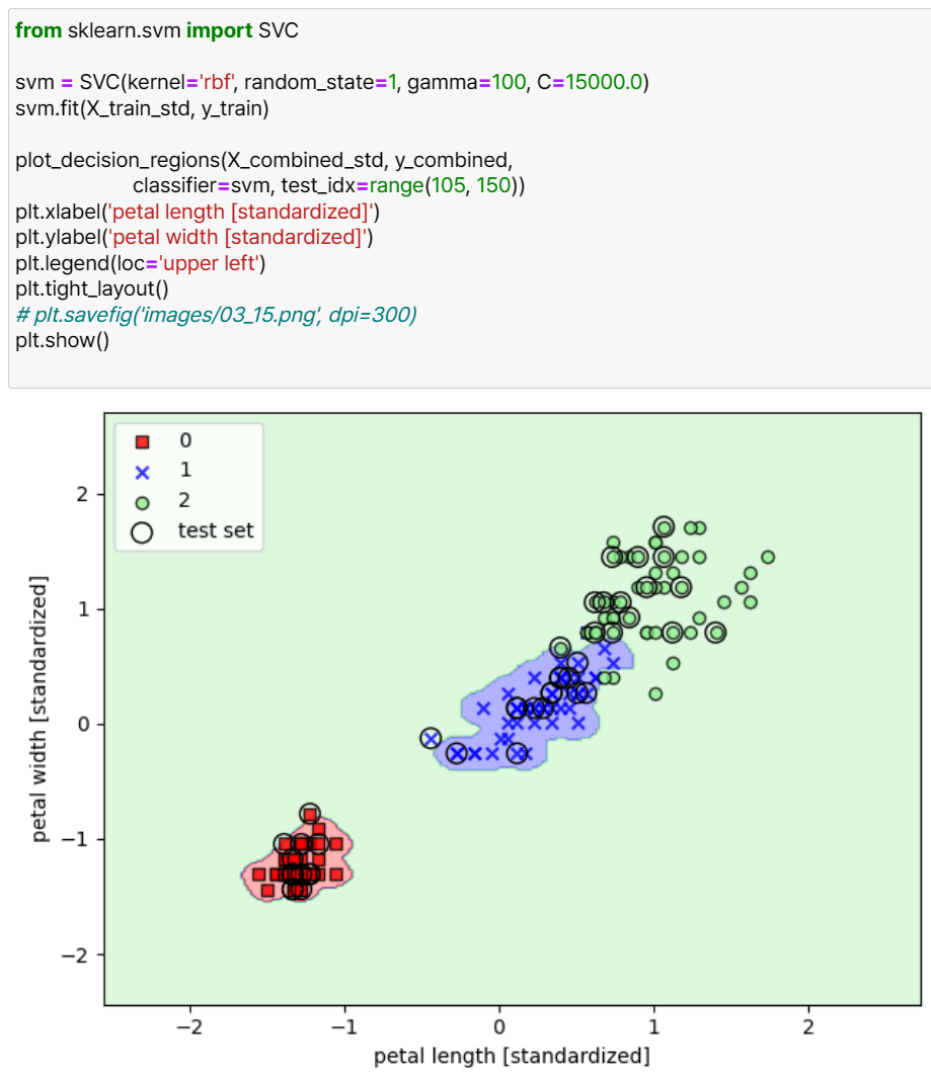 from sklearn.svm import SVC
svm = SVC(kernel='rbf', random_state=1, gamma=100, C=15000.0)
svm.fit(X_train_std, y_train)
plot_decision_regions(X_combined_std, y_combined,
classifier=svm, test_idx=range(105, 150))
plt.xlabel('petal length [standardized]')
plt.ylabel('petal width [standardized]')
plt.legend(loc='upper left')
plt.tight_layout()
# plt.savefig('images/03_15.png', dpi=300)
plt.show()
0
1
2
test set
2
1
0
−1
−2
petal width [standardized]
−2
−1
0
1
2
petal length [standardized]